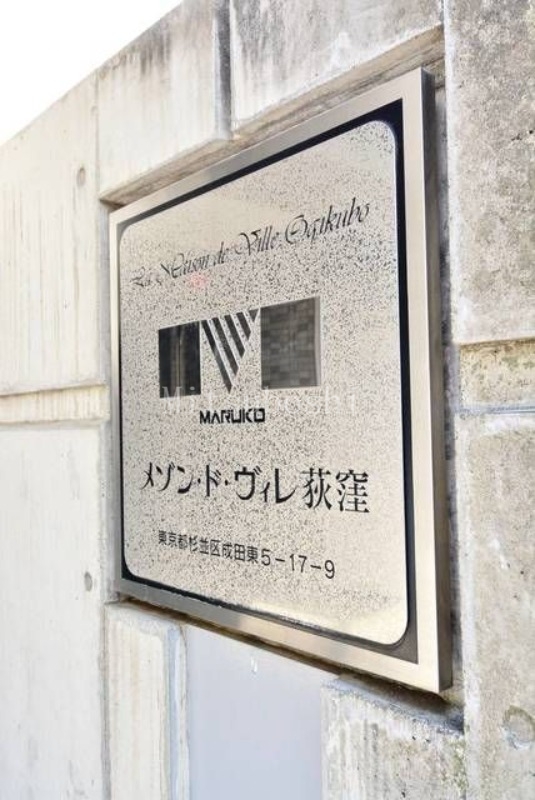 La Maison de Ville Ogikubo
MARUKO
メゾン・ド・ヴィレ荻窪
東京都杉並区成田東5-17-9